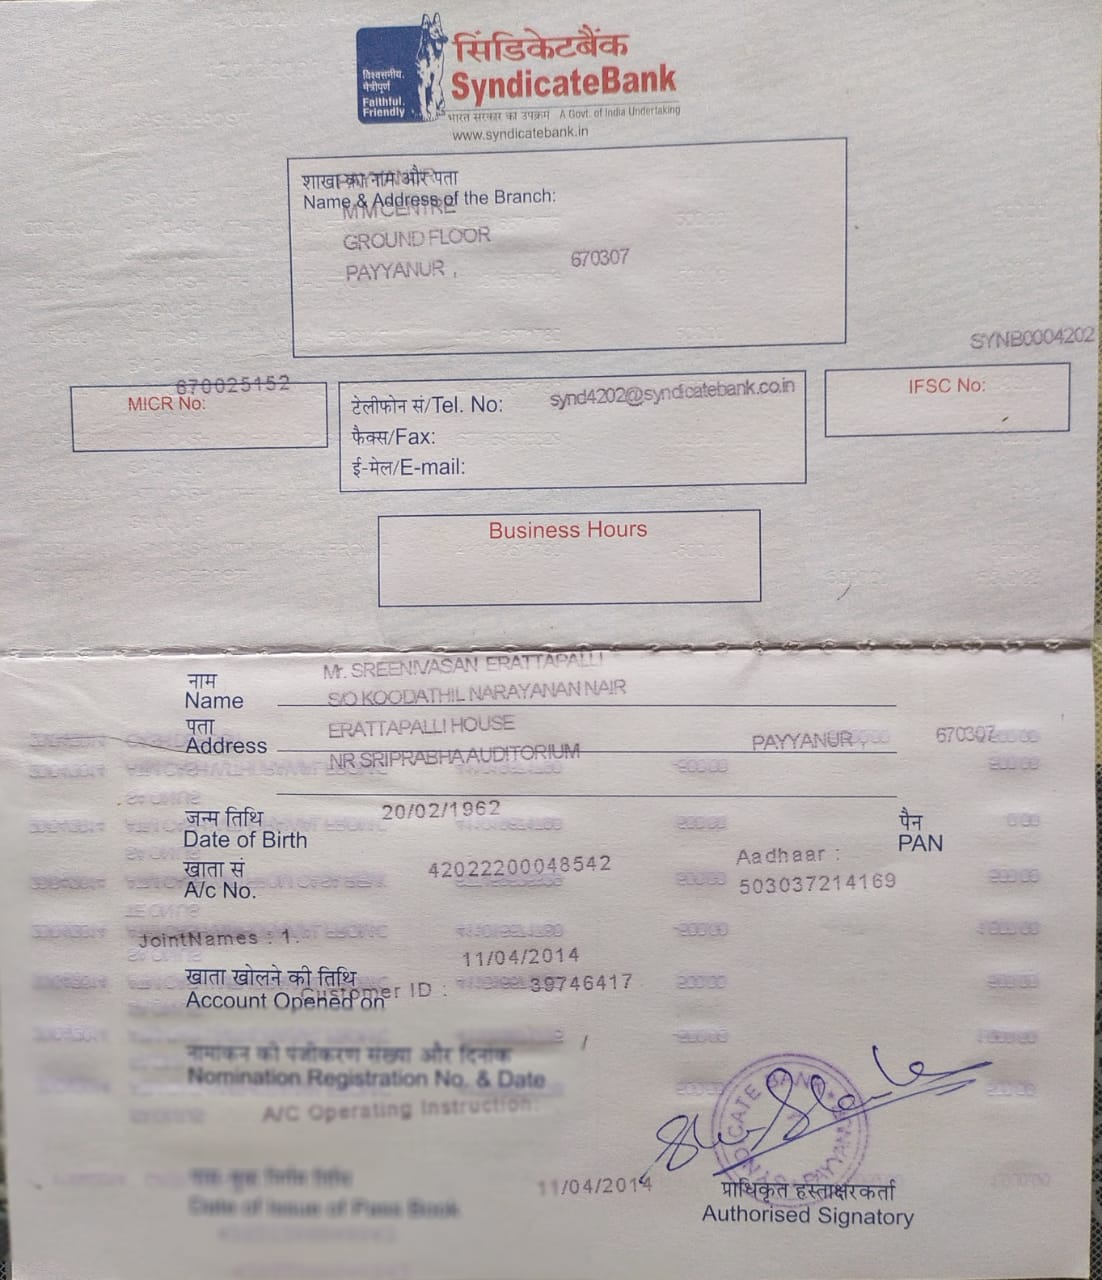 सिंडिकेटबैंक
SyndicateBank
विश्वसनीय.
मैत्रीपूर्ण
Faithful.
Friendly
भारत सरकार का उपक्रम A Govt. of India Undertaking
www.syndicatebank.in
शाखा का नाम और पता
Name & Address of the Branch:
MM CENTRE
GROUND FLOOR
PAYYANUR , 670307
SYNB0004202
670025152
MICR No:
टेलीफोन सं/Tel. No: synd4202@syndicatebank.co.in
फैक्स/Fax:
ई-मेल/E-mail:
IFSC No:
Business Hours
नाम Mr. SREENIVASAN ERATTAPALLI
Name S/O KOODATHIL NARAYANAN NAIR
पता ERATTAPALLI HOUSE
Address NR SRIPRABHA AUDITORIUM PAYYANUR , 670307
जन्म तिथि 20/02/1962
Date of Birth
पैन
PAN
खाता सं 42022200048542 Aadhaar :
A/c No. 503037214169
JointNames : 1.
11/04/2014
खाता खोलने की तिथि
Customer ID : 39746417
Account Opened on
नामांकन की पंजीकरण संख्या और दिनांक /
Nomination Registration No. & Date
A/C Operating Instruction:
Date of Issue of Pass Book 11/04/2014
SYNDICATE BANK PAYYANNUR
प्राधिकृत हस्ताक्षरकर्ता
Authorised Signatory